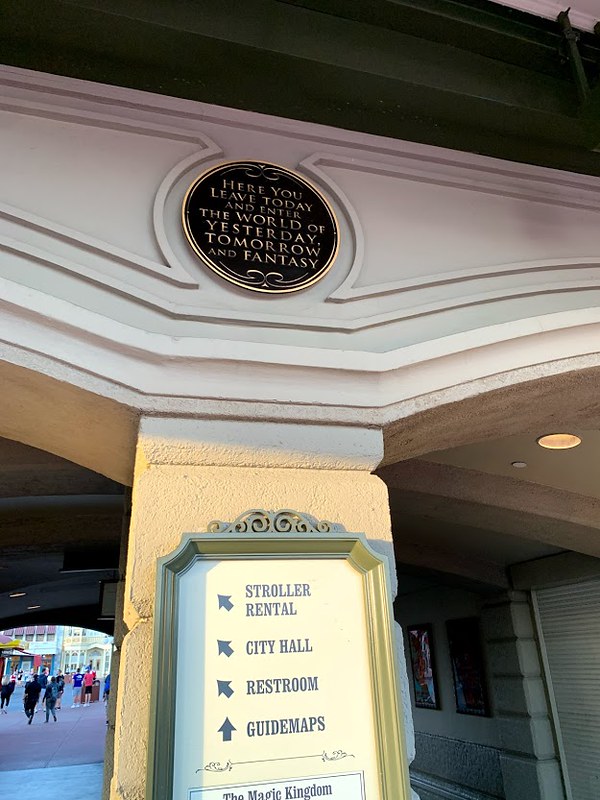 HERE YOU
LEAVE TODAY
AND ENTER
THE WORLD OF
YESTERDAY,
TOMORROW
AND FANTASY
STROLLER
RENTAL
CITY HALL
RESTROOM
GUIDEMAPS
The Magic Kingdom